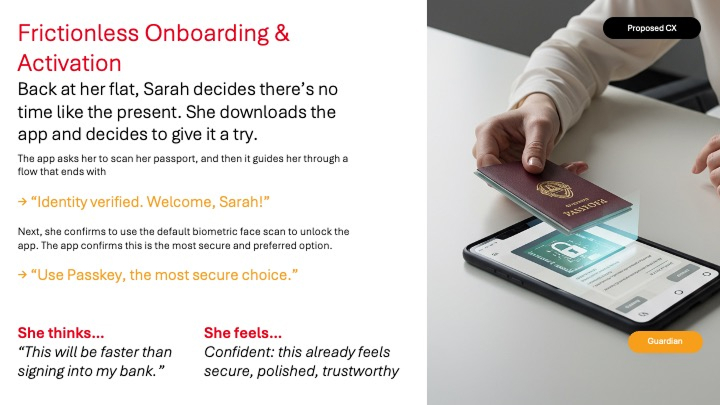 Frictionless Onboarding &
Activation
Back at her flat, Sarah decides there’s no
time like the present. She downloads the
app and decides to give it a try.
The app asks her to scan her passport, and then it guides her through a
flow that ends with
→ “Identity verified. Welcome, Sarah!”
Next, she confirms to use the default biometric face scan to unlock the
app. The app confirms this is the most secure and preferred option.
→ “Use Passkey, the most secure choice.”
She thinks...
“This will be faster than
signing into my bank.”
She feels...
Confident: this already feels
secure, polished, trustworthy
Proposed CX
PASSPORT
Guardian